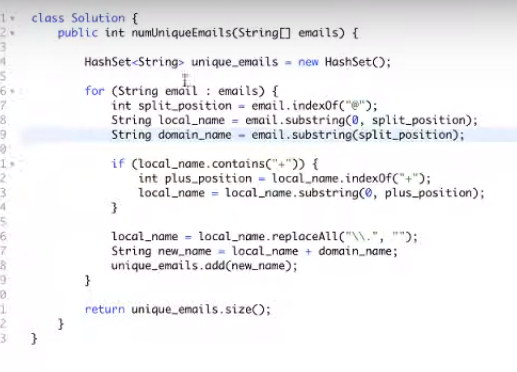 1 class Solution {
2 public int numUniqueEmails(String[] emails) {
3
4 HashSet<String> unique_emails = new HashSet();
5
6 for (String email : emails) {
7 int split_position = email.indexOf("@");
8 String local_name = email.substring(0, split_position);
9 String domain_name = email.substring(split_position);
0
1 if (local_name.contains("+")) {
2 int plus_position = local_name.indexOf("+");
3 local_name = local_name.substring(0, plus_position);
4 }
5
6 local_name = local_name.replaceAll("\\.", "");
7 String new_name = local_name + domain_name;
8 unique_emails.add(new_name);
9 }
0
1 return unique_emails.size();
2 }
3 }